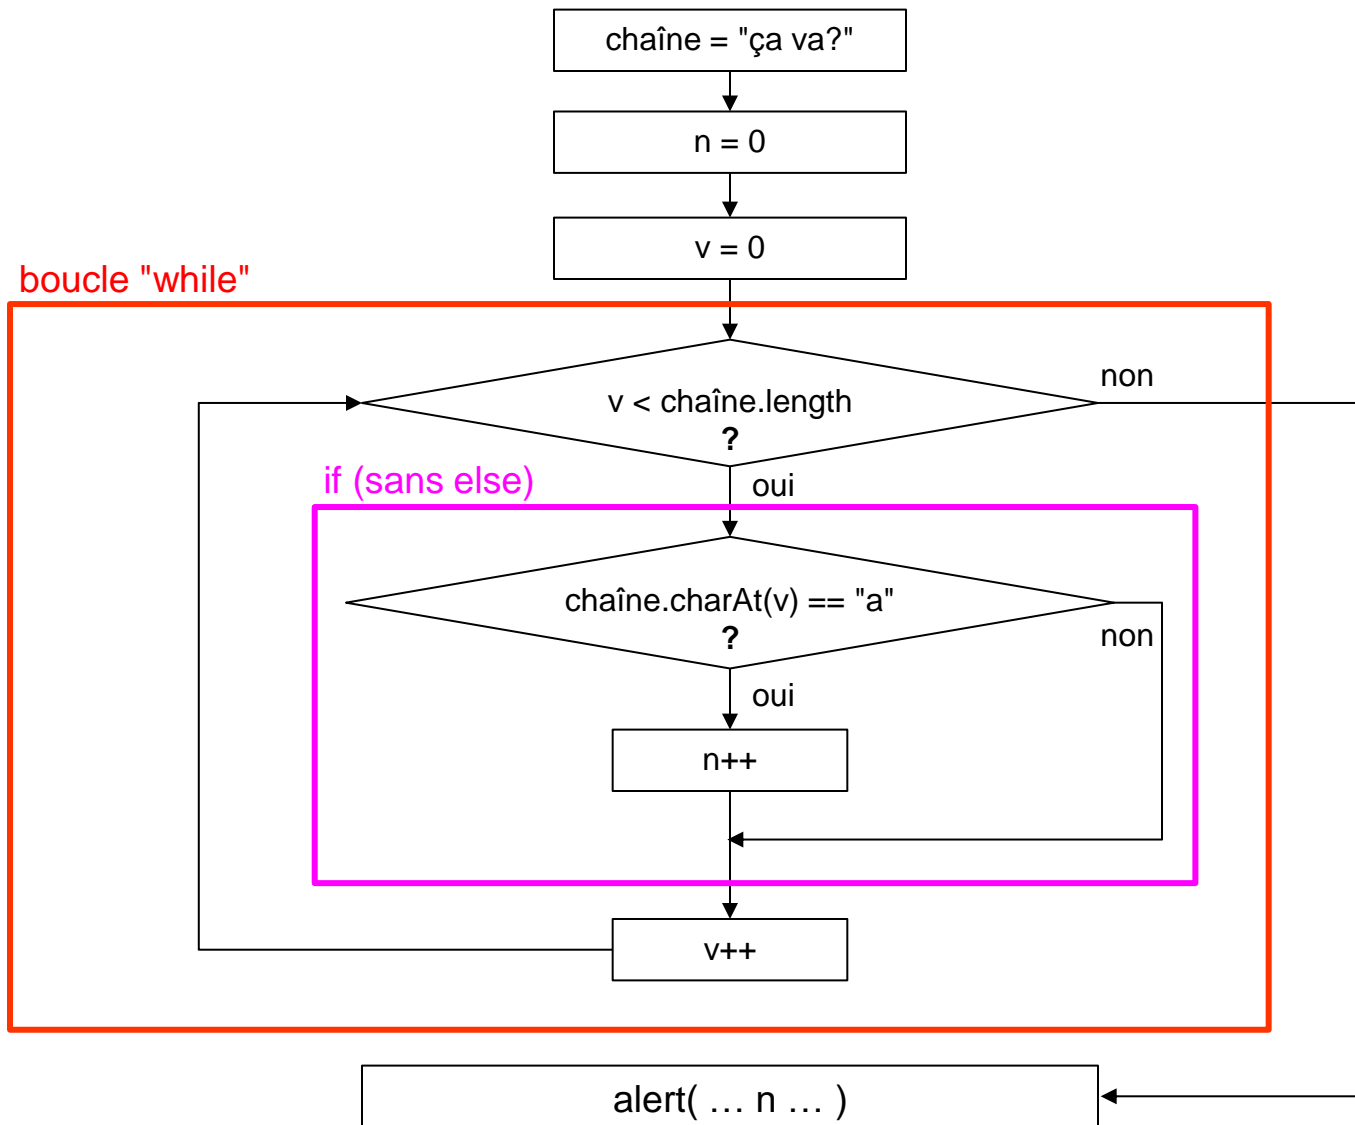 chaîne = "ça va?"
n = 0
v = 0
boucle "while"
non
v < chaîne.length
?
if (sans else)
oui
chaîne.charAt(v) == "a"
?
non
oui
n++
v++
alert( … n … )